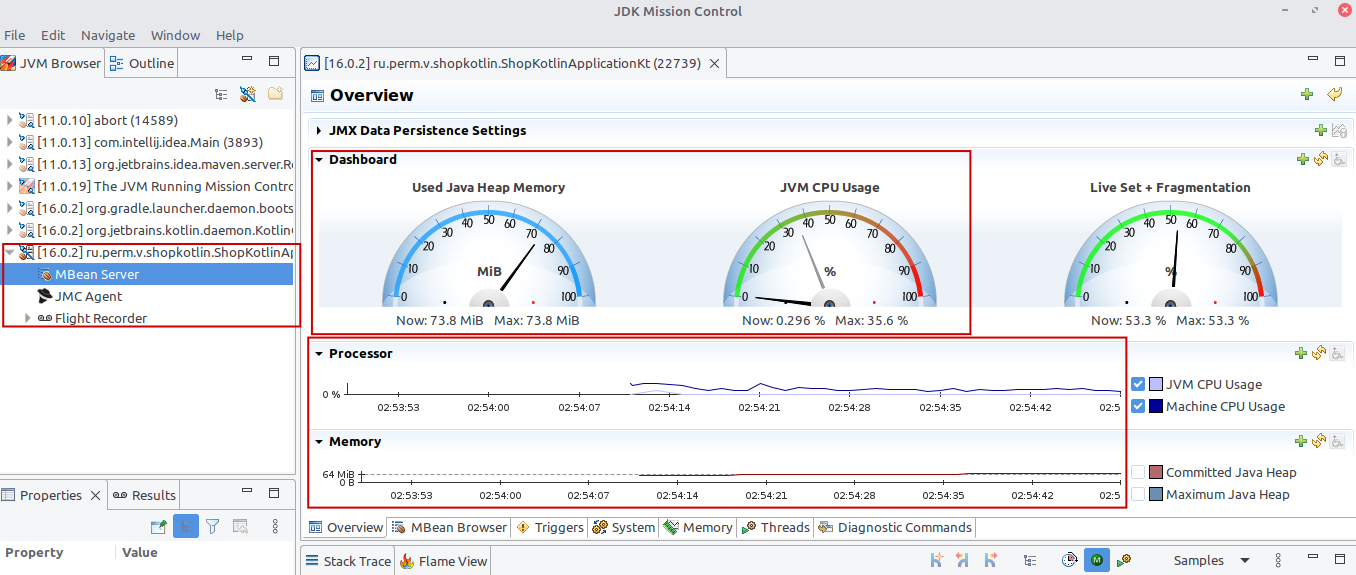 JDK Mission Control
File Edit Navigate Window Help
JVM Browser Outline
[11.0.10] abort (14589)
[11.0.13] com.intellij.idea.Main (3893)
[11.0.13] org.jetbrains.idea.maven.server.Re
[11.0.19] The JVM Running Mission Contro
[16.0.2] org.gradle.launcher.daemon.boots
[16.0.2] org.jetbrains.kotlin.daemon.Kotlin
[16.0.2] ru.perm.v.shopkotlin.ShopKotlinAp
MBean Server
JMC Agent
Flight Recorder
Properties Results
Property Value
[16.0.2] ru.perm.v.shopkotlin.ShopKotlinApplicationKt (22739)
Overview
JMX Data Persistence Settings
Dashboard
Used Java Heap Memory
0 10 20 30 40 50 60 70 80 90 100
MiB
Now: 73.8 MiB Max: 73.8 MiB
JVM CPU Usage
0 10 20 30 40 50 60 70 80 90 100
%
Now: 0.296 % Max: 35.6 %
Live Set + Fragmentation
0 10 20 30 40 50 60 70 80 90 100
%
Now: 53.3 % Max: 53.3 %
Processor
0 %
02:53:53 02:54:00 02:54:07 02:54:14 02:54:21 02:54:28 02:54:35 02:54:42 02:5
JVM CPU Usage
Machine CPU Usage
Memory
64 MiB
0 B
02:53:53 02:54:00 02:54:07 02:54:14 02:54:21 02:54:28 02:54:35 02:54:42 02:5
Committed Java Heap
Maximum Java Heap
Overview MBean Browser Triggers System Memory Threads Diagnostic Commands
Stack Trace Flame View Samples